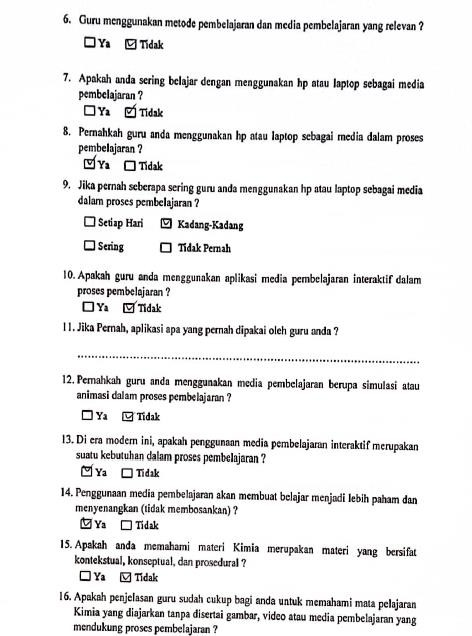 6. Guru menggunakan metode pembelajaran dan media pembelajaran yang relevan ?
☐ Ya ☑ Tidak
7. Apakah anda sering belajar dengan menggunakan hp atau laptop sebagai media
pembelajaran ?
☐ Ya ☑ Tidak
8. Pernahkah guru anda menggunakan hp atau laptop sebagai media dalam proses
pembelajaran ?
☑ Ya ☐ Tidak
9. Jika pernah seberapa sering guru anda menggunakan hp atau laptop sebagai media
dalam proses pembelajaran ?
☐ Setiap Hari ☑ Kadang-Kadang
☐ Sering ☐ Tidak Pernah
10. Apakah guru anda menggunakan aplikasi media pembelajaran interaktif dalam
proses pembelajaran ?
☐ Ya ☑ Tidak
11. Jika Pernah, aplikasi apa yang pernah dipakai oleh guru anda ?
................................................................................
12. Pernahkah guru anda menggunakan media pembelajaran berupa simulasi atau
animasi dalam proses pembelajaran ?
☐ Ya ☑ Tidak
13. Di era modern ini, apakah penggunaan media pembelajaran interaktif merupakan
suatu kebutuhan dalam proses pembelajaran ?
☑ Ya ☐ Tidak
14. Penggunaan media pembelajaran akan membuat belajar menjadi lebih paham dan
menyenangkan (tidak membosankan) ?
☑ Ya ☐ Tidak
15. Apakah anda memahami materi Kimia merupakan materi yang bersifat
kontekstual, konseptual, dan prosedural ?
☐ Ya ☑ Tidak
16. Apakah penjelasan guru sudah cukup bagi anda untuk memahami mata pelajaran
Kimia yang diajarkan tanpa disertai gambar, video atau media pembelajaran yang
mendukung proses pembelajaran ?